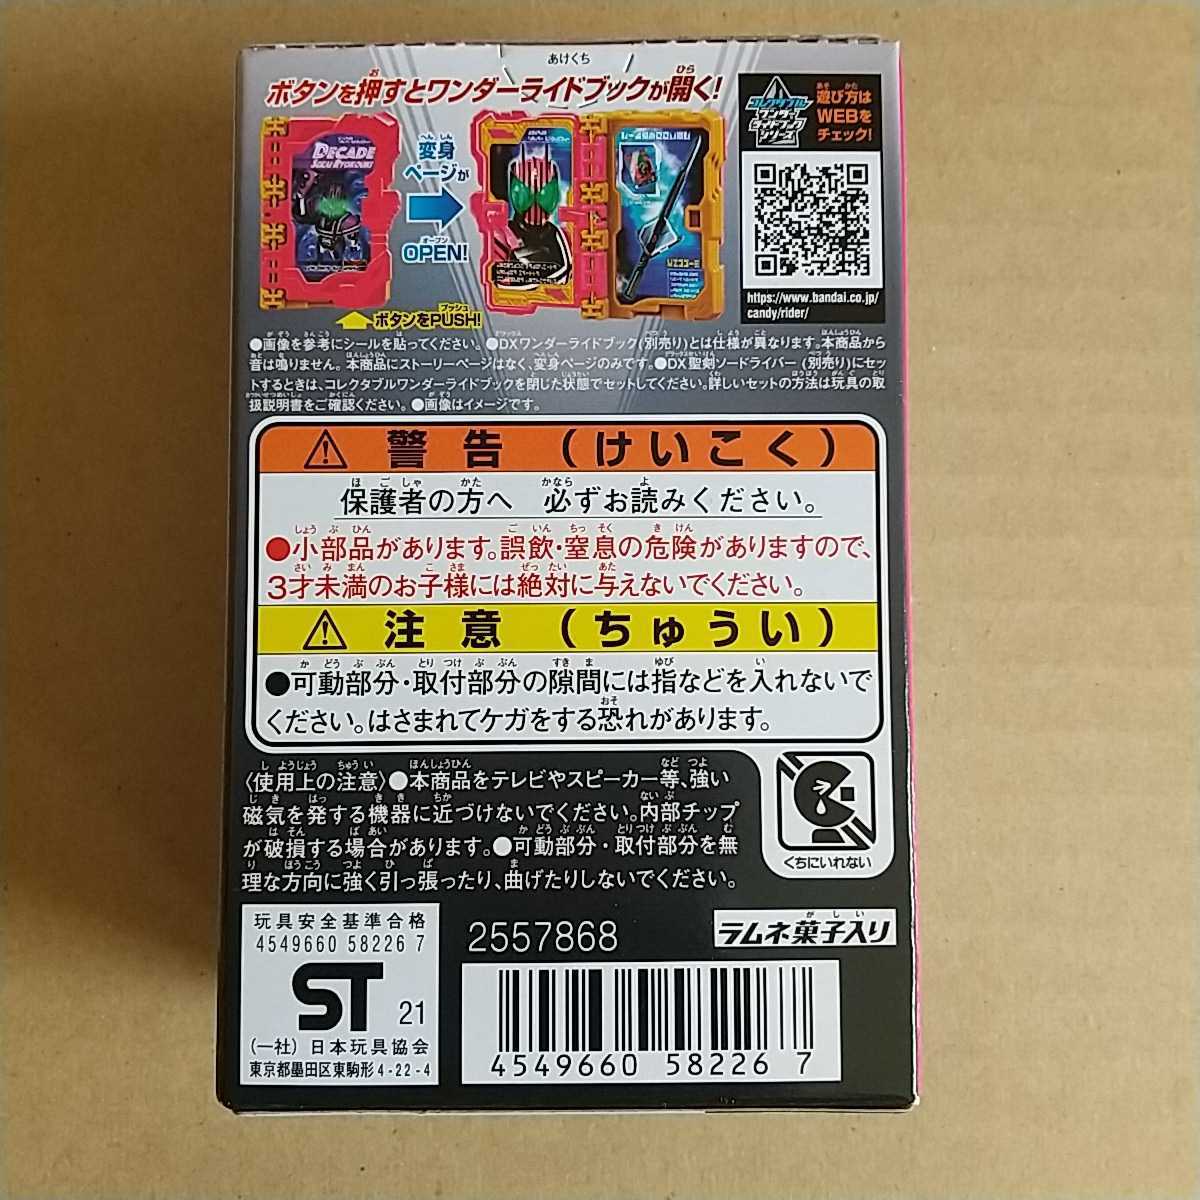 あけくち
ボタンを押すとワンダーライドブックが開く!
DECADE
変身
ページが
OPEN!
ボタンをPUSH!
コレクタブル
ワンダー
ライドブック
シリーズ
遊び方は
WEBを
チェック!
https://www.bandai.co.jp/
candy/rider/
●画像を参考にシールを貼ってください。●DXワンダーライドブック(別売り)とは仕様が異なります。本商品から
音は鳴りません。本商品にストーリーページはなく、変身ページのみです。●DX聖剣ソードライバー(別売り)にセッ
トするときは、コレクタブルワンダーライドブックを閉じた状態でセットしてください。詳しいセットの方法は玩具の取
扱説明書をご確認ください。●画像はイメージです。
⚠ 警告(けいこく)
保護者の方へ 必ずお読みください。
●小部品があります。誤飲・窒息の危険がありますので、
3才未満のお子様には絶対に与えないでください。
⚠ 注意(ちゅうい)
●可動部分・取付部分の隙間には指などを入れないで
ください。はさまれてケガをする恐れがあります。
〈使用上の注意〉●本商品をテレビやスピーカー等、強い
磁気を発する機器に近づけないでください。内部チップ
が破損する場合があります。●可動部分・取付部分を無
理な方向に強く引っ張ったり、曲げたりしないでください。
くちにいれない
玩具安全基準合格
4549660 58226 7
ST 21
(一社)日本玩具協会
東京都墨田区東駒形4-22-4
2557868
ラムネ菓子入り
4549660 58226 7